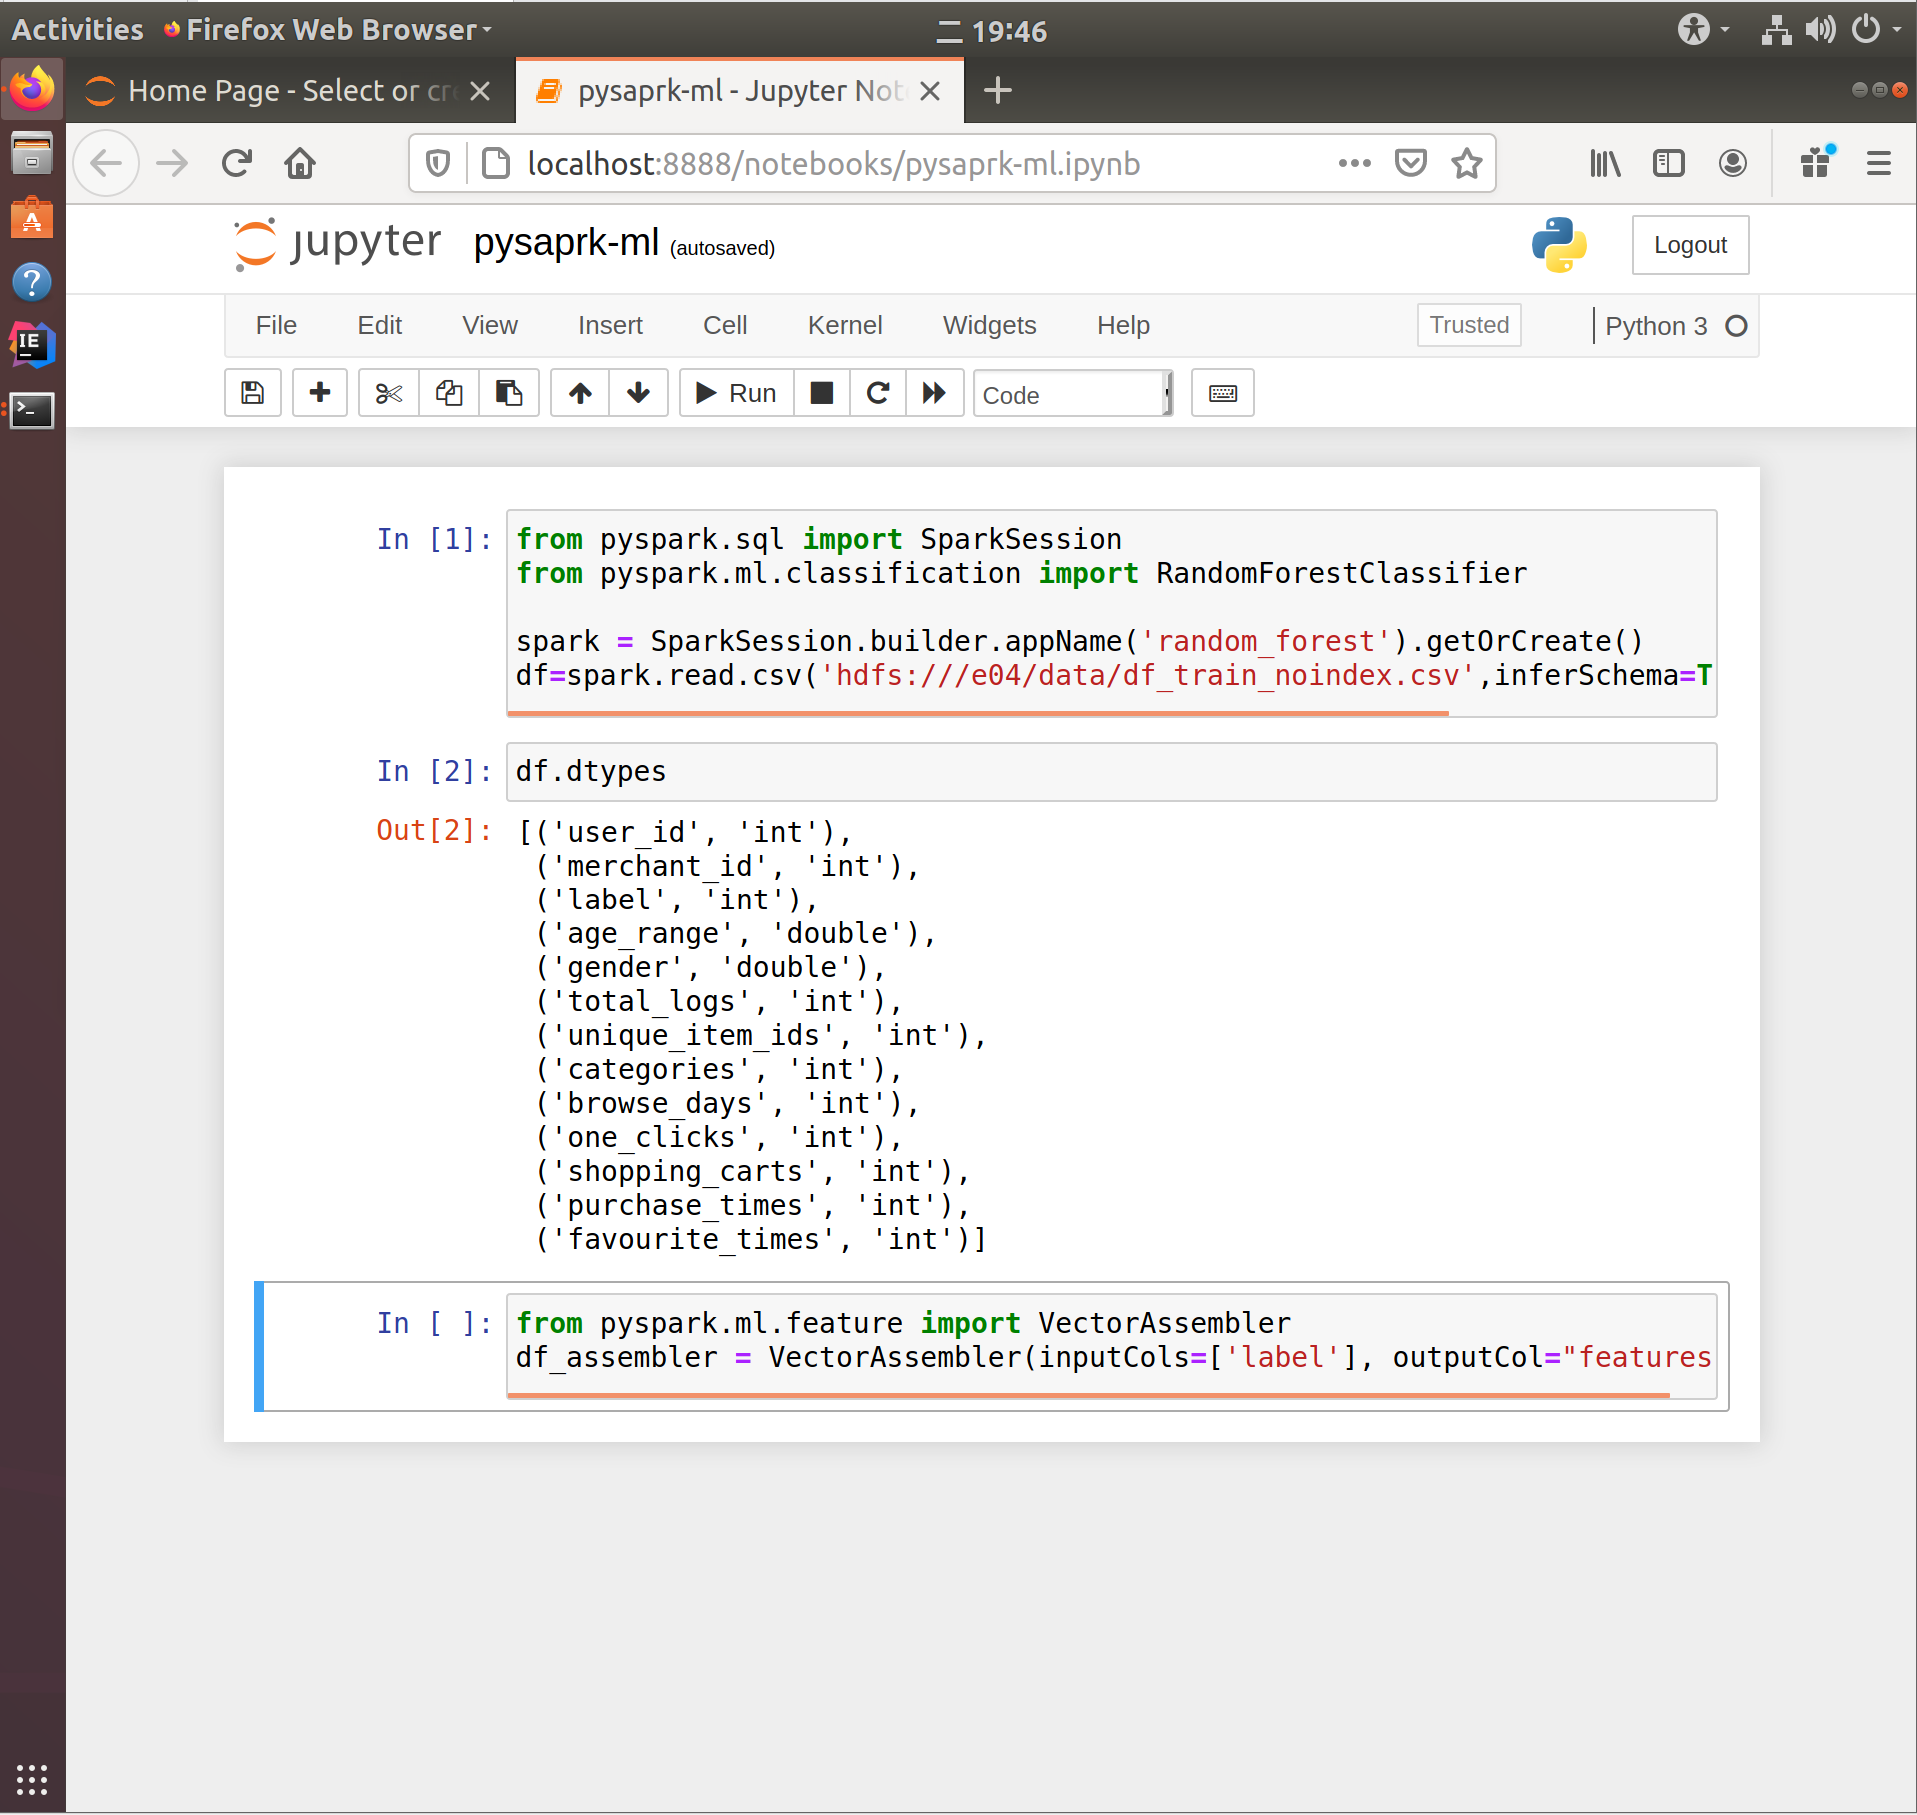 Activities Firefox Web Browser 二 19:46
Home Page - Select or cre pysaprk-ml - Jupyter Not
localhost:8888/notebooks/pysaprk-ml.ipynb
jupyter pysaprk-ml (autosaved) Logout
File Edit View Insert Cell Kernel Widgets Help Trusted Python 3
Run Code
In [1]: from pyspark.sql import SparkSession
from pyspark.ml.classification import RandomForestClassifier
spark = SparkSession.builder.appName('random_forest').getOrCreate()
df=spark.read.csv('hdfs:///e04/data/df_train_noindex.csv',inferSchema=T
In [2]: df.dtypes
Out[2]: [('user_id', 'int'),
('merchant_id', 'int'),
('label', 'int'),
('age_range', 'double'),
('gender', 'double'),
('total_logs', 'int'),
('unique_item_ids', 'int'),
('categories', 'int'),
('browse_days', 'int'),
('one_clicks', 'int'),
('shopping_carts', 'int'),
('purchase_times', 'int'),
('favourite_times', 'int')]
In [ ]: from pyspark.ml.feature import VectorAssembler
df_assembler = VectorAssembler(inputCols=['label'], outputCol="features